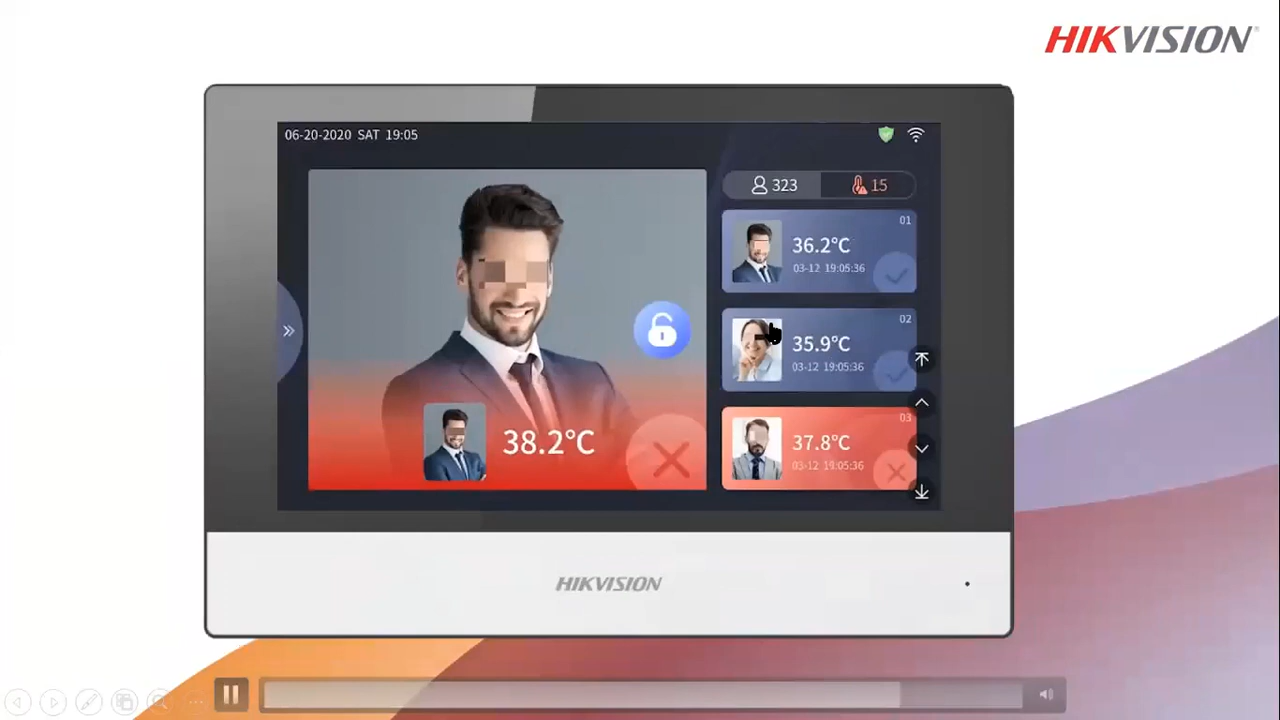 HIKVISION
06-20-2020 SAT 19:05
323
15
01
36.2°C
03-12 19:05:36
02
35.9°C
03-12 19:05:36
03
37.8°C
03-12 19:05:36
38.2°C
HIKVISION